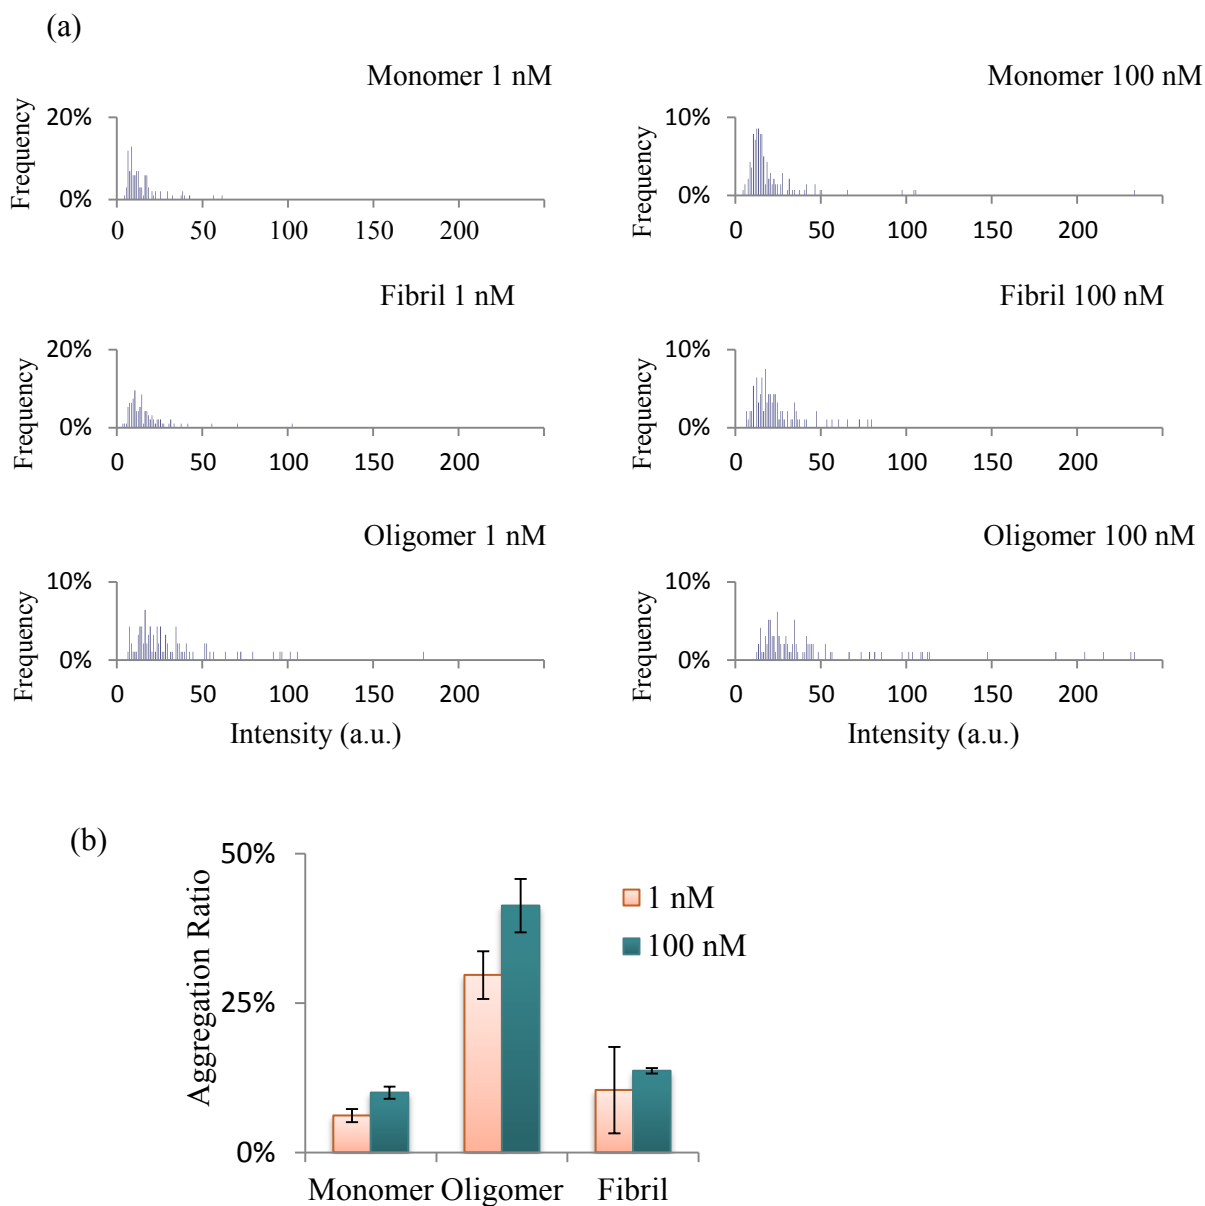 (a)
Monomer 1 nM
Frequency
20%
0%
0 50 100 150 200
Monomer 100 nM
Frequency
10%
0%
0 50 100 150 200
Fibril 1 nM
Frequency
20%
0%
0 50 100 150 200
Fibril 100 nM
Frequency
10%
0%
0 50 100 150 200
Oligomer 1 nM
Frequency
10%
0%
0 50 100 150 200
Intensity (a.u.)
Oligomer 100 nM
Frequency
10%
0%
0 50 100 150 200
Intensity (a.u.)
(b)
Aggregation Ratio
50%
25%
0%
1 nM
100 nM
Monomer Oligomer Fibril